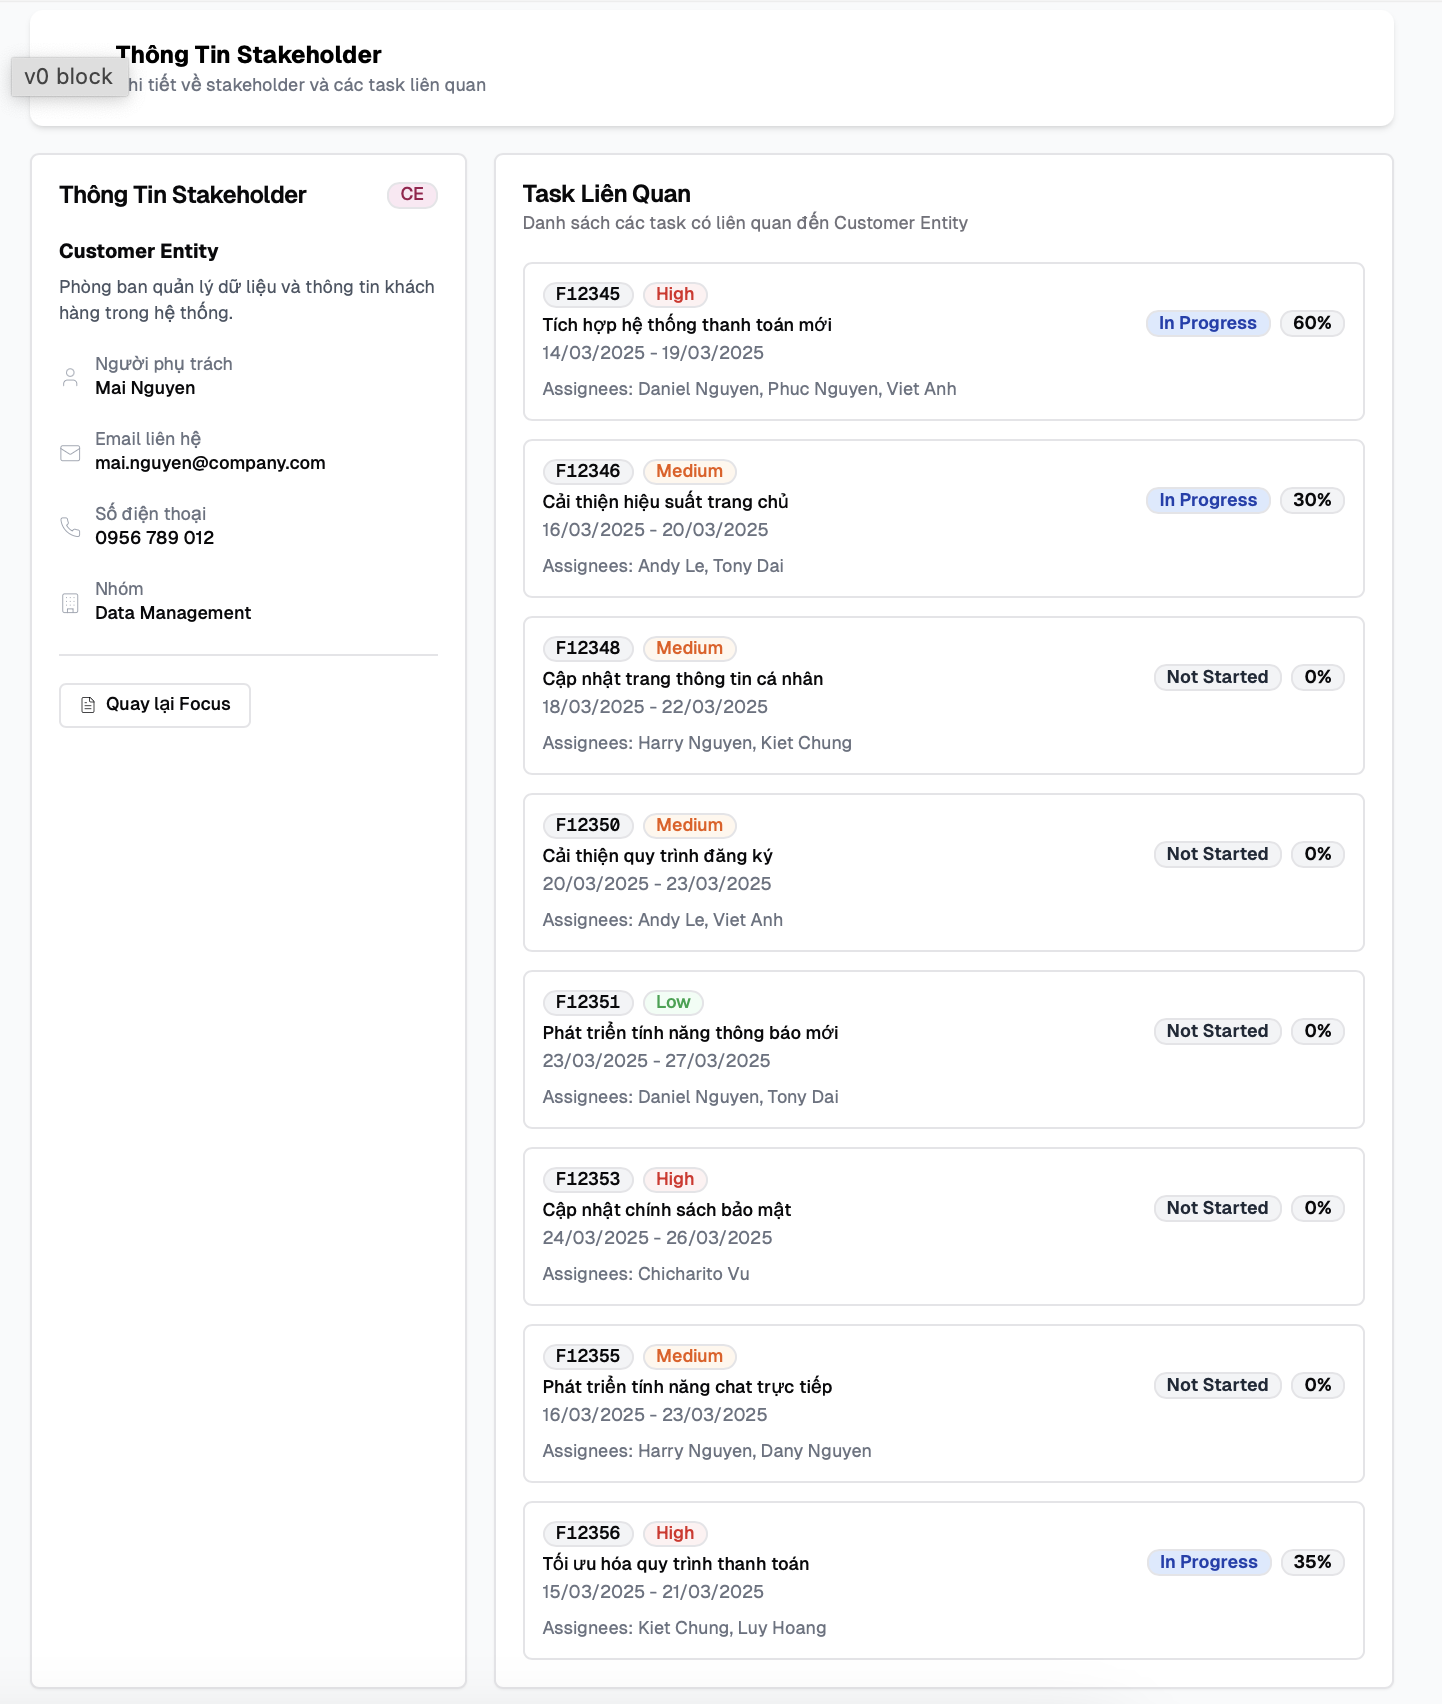 Thông Tin Stakeholder
v0 block
hi tiết về stakeholder và các task liên quan
Thông Tin Stakeholder
CE
Customer Entity
Phòng ban quản lý dữ liệu và thông tin khách
hàng trong hệ thống.
Người phụ trách
Mai Nguyen
Email liên hệ
mai.nguyen@company.com
Số điện thoại
0956 789 012
Nhóm
Data Management
Quay lại Focus
Task Liên Quan
Danh sách các task có liên quan đến Customer Entity
F12345 High
Tích hợp hệ thống thanh toán mới
In Progress 60%
14/03/2025 - 19/03/2025
Assignees: Daniel Nguyen, Phuc Nguyen, Viet Anh
F12346 Medium
Cải thiện hiệu suất trang chủ
In Progress 30%
16/03/2025 - 20/03/2025
Assignees: Andy Le, Tony Dai
F12348 Medium
Cập nhật trang thông tin cá nhân
Not Started 0%
18/03/2025 - 22/03/2025
Assignees: Harry Nguyen, Kiet Chung
F12350 Medium
Cải thiện quy trình đăng ký
Not Started 0%
20/03/2025 - 23/03/2025
Assignees: Andy Le, Viet Anh
F12351 Low
Phát triển tính năng thông báo mới
Not Started 0%
23/03/2025 - 27/03/2025
Assignees: Daniel Nguyen, Tony Dai
F12353 High
Cập nhật chính sách bảo mật
Not Started 0%
24/03/2025 - 26/03/2025
Assignees: Chicharito Vu
F12355 Medium
Phát triển tính năng chat trực tiếp
Not Started 0%
16/03/2025 - 23/03/2025
Assignees: Harry Nguyen, Dany Nguyen
F12356 High
Tối ưu hóa quy trình thanh toán
In Progress 35%
15/03/2025 - 21/03/2025
Assignees: Kiet Chung, Luy Hoang